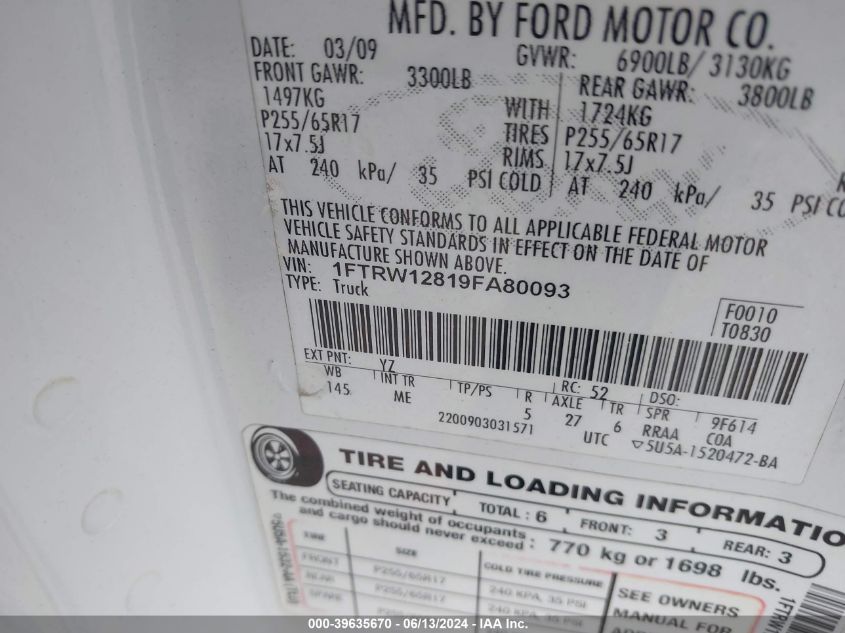 MFD. BY FORD MOTOR CO.
DATE: 03/09 GVWR: 6900LB/ 3130KG
FRONT GAWR: 3300LB REAR GAWR: 3800LB
1497KG WITH 1724KG
P255/65R17 TIRES P255/65R17
17x7.5J RIMS 17x7.5J
AT 240 kPa/ 35 PSI COLD AT 240 kPa/ 35 PSI CO
THIS VEHICLE CONFORMS TO ALL APPLICABLE FEDERAL MOTOR
VEHICLE SAFETY STANDARDS IN EFFECT ON THE DATE OF
MANUFACTURE SHOWN ABOVE.
VIN: 1FTRW12819FA80093
TYPE: Truck
F0010
T0830
EXT PNT: YZ RC: 52 DSO:
WB INT TR TP/PS R AXLE TR SPR 9F614
145 ME 5 27 6 RRAA COA
2200903031571 UTC ▽5U5A-1520472-BA
TIRE AND LOADING INFORMATIO
SEATING CAPACITY TOTAL: 6 FRONT: 3 REAR: 3
The combined weight of occupants
and cargo should never exceed: 770 kg or 1698 lbs.
TIRE SIZE COLD TIRE PRESSURE SEE OWNERS
FRONT P255/65R17 240 KPA, 35 PSI MANUAL FOR
REAR P255/65R17 240 KPA, 35 PSI
SPARE
000-39635670 - 06/13/2024 - IAA Inc.